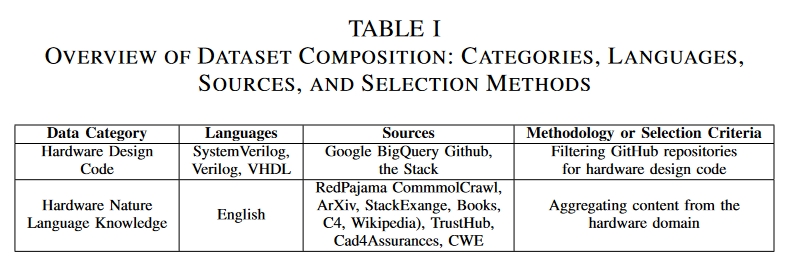 TABLE I
OVERVIEW OF DATASET COMPOSITION: CATEGORIES, LANGUAGES,
SOURCES, AND SELECTION METHODS
Data Category Languages Sources Methodology or Selection Criteria
Hardware Design Code SystemVerilog, Verilog, VHDL Google BigQuery Github, the Stack Filtering GitHub repositories for hardware design code
Hardware Nature Language Knowledge English RedPajama CommmolCrawl, ArXiv, StackExange, Books, C4, Wikipedia), TrustHub, Cad4Assurances, CWE Aggregating content from the hardware domain